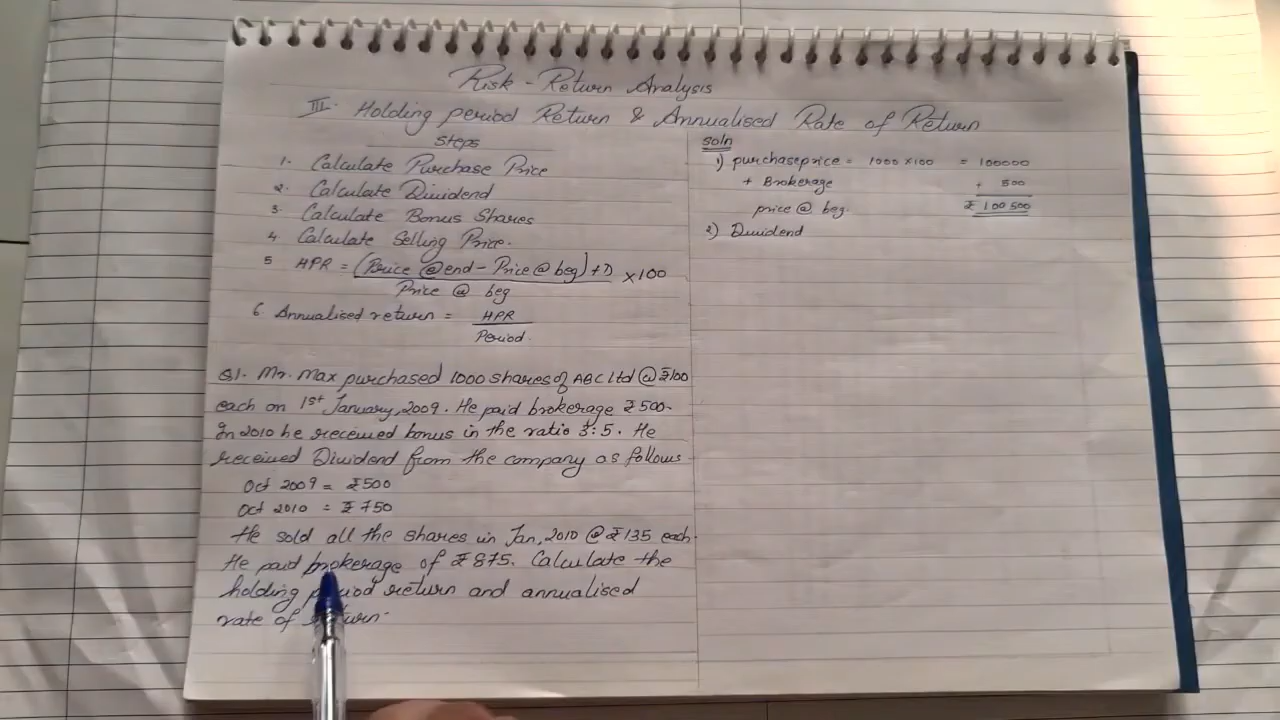 Risk - Return Analysis
III. Holding period Return & Annualised Rate of Return
Steps
1. Calculate Purchase Price
2. Calculate Dividend
3. Calculate Bonus Shares
4. Calculate Selling Price.
5 HPR = (Price @ end - Price @ beg) + D × 100
Price @ beg
6. Annualised return = HPR
Period.
Q1. Mr. Max purchased 1000 shares of ABC Ltd @ ₹100
each on 1st January, 2009. He paid brokerage ₹500.
In 2010 he received bonus in the ratio 3:5. He
received Dividend from the company as follows
Oct 2009 = ₹500
Oct 2010 = ₹750
He sold all the shares in Jan, 2010 @ ₹135 each.
He paid brokerage of ₹875. Calculate the
holding period return and annualised
rate of return.
soln
1) purchase price = 1000 × 100 = 100000
+ Brokerage + 500
price @ beg. ₹ 100500
2) Dividend